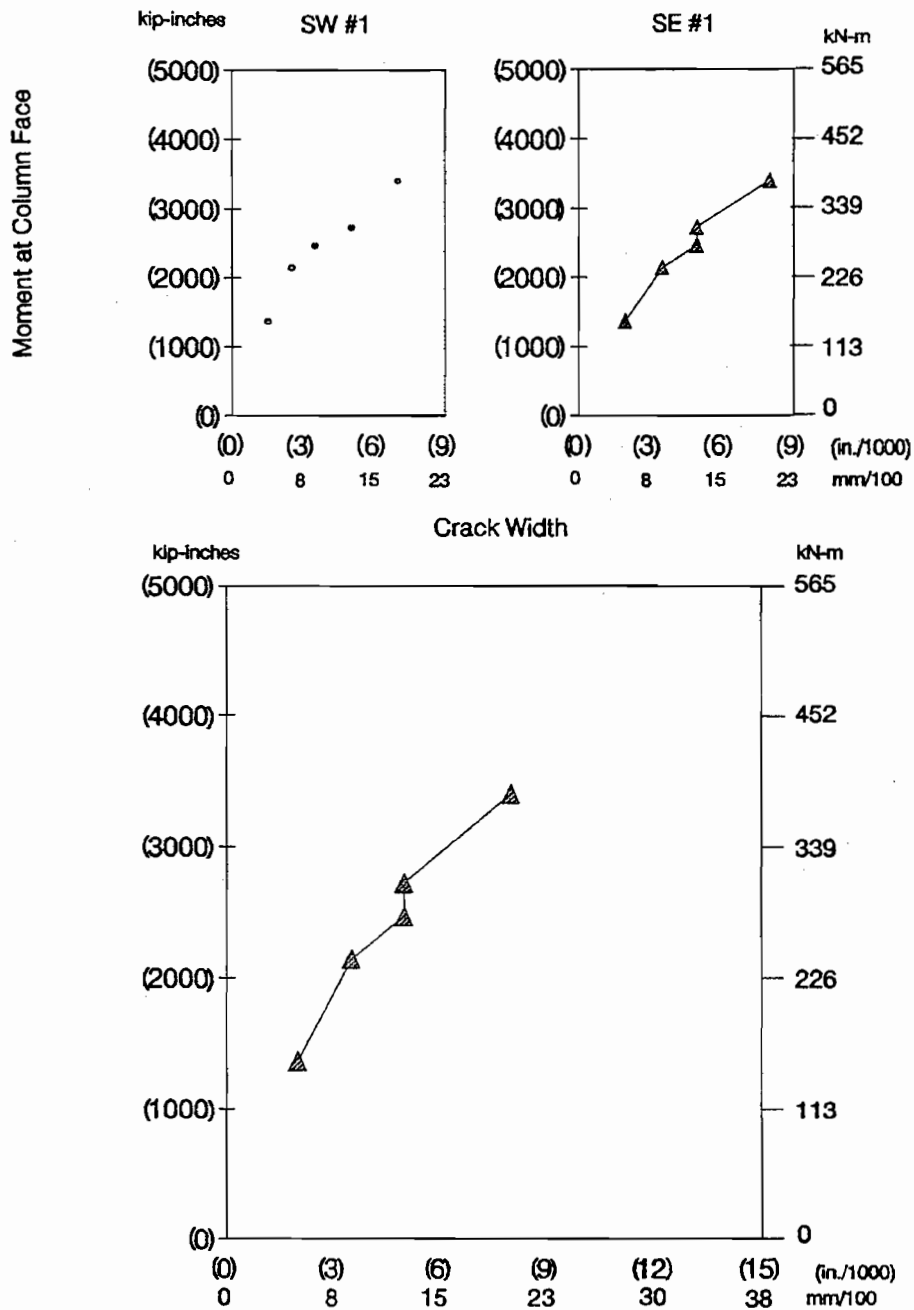 Moment at Column Face
kip-inches
SW #1
(5000)
(4000)
(3000)
(2000)
(1000)
(0)
(0) (3) (6) (9)
0 8 15 23
SE #1
kN-m
(5000) 565
(4000) 452
(3000) 339
(2000) 226
(1000) 113
(0) 0
(0) (3) (6) (9) (in./1000)
0 8 15 23 mm/100
Crack Width
kip-inches kN-m
(5000) 565
(4000) 452
(3000) 339
(2000) 226
(1000) 113
(0) 0
(0) (3) (6) (9) (12) (15) (in./1000)
0 8 15 23 30 38 mm/100